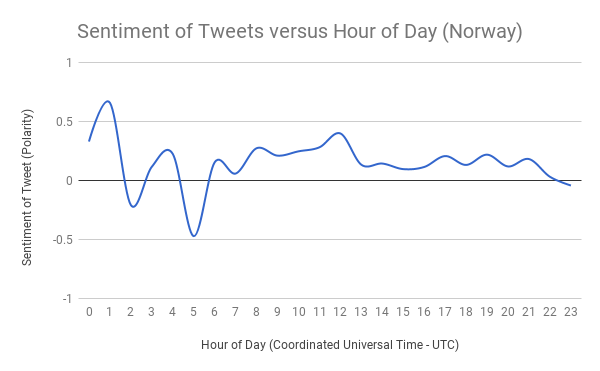 Sentiment of Tweets versus Hour of Day (Norway)
Sentiment of Tweet (Polarity)
1
0.5
0
-0.5
-1
0 1 2 3 4 5 6 7 8 9 10 11 12 13 14 15 16 17 18 19 20 21 22 23
Hour of Day (Coordinated Universal Time - UTC)